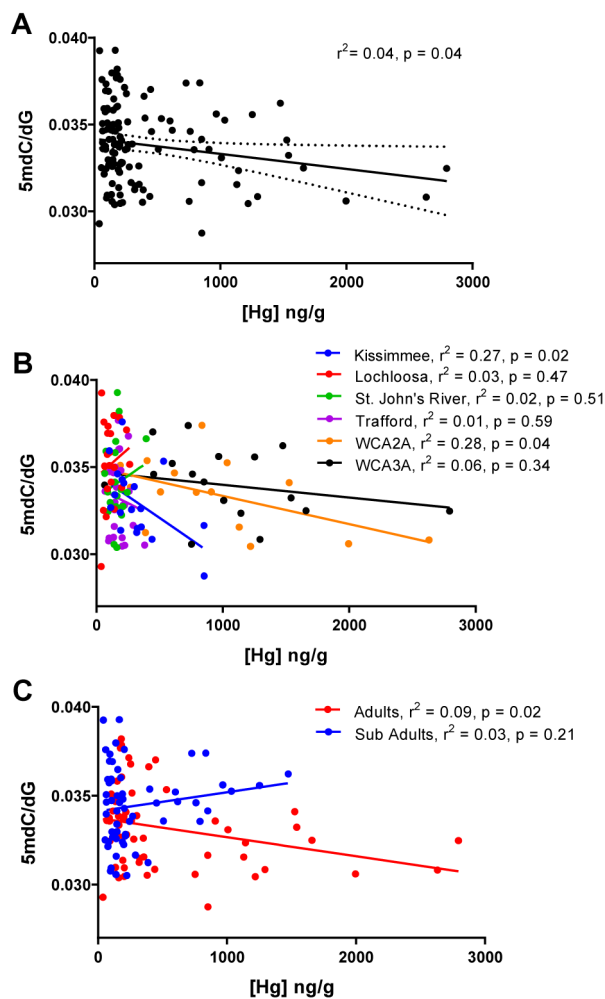 A
0.040
0.035
0.030
5mdC/dG
r² = 0.04, p = 0.04
0 1000 2000 3000
[Hg] ng/g
B
Kissimmee, r² = 0.27, p = 0.02
Lochloosa, r² = 0.03, p = 0.47
St. John's River, r² = 0.02, p = 0.51
Trafford, r² = 0.01, p = 0.59
WCA2A, r² = 0.28, p = 0.04
WCA3A, r² = 0.06, p = 0.34
0.040
0.035
0.030
5mdC/dG
0 1000 2000 3000
[Hg] ng/g
C
Adults, r² = 0.09, p = 0.02
Sub Adults, r² = 0.03, p = 0.21
0.040
0.035
0.030
5mdC/dG
0 1000 2000 3000
[Hg] ng/g